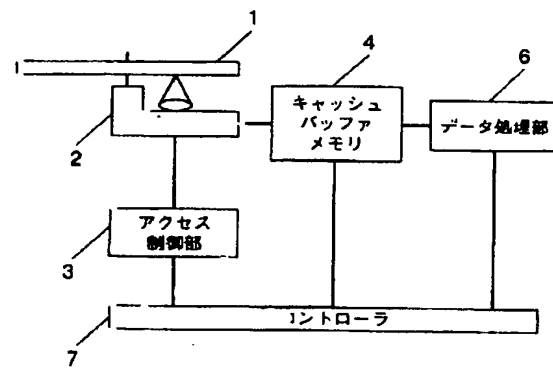 1
4
6
キャッシュ
バッファ
メモリ
データ処理部
2
アクセス
制御部
3
コントローラ
7